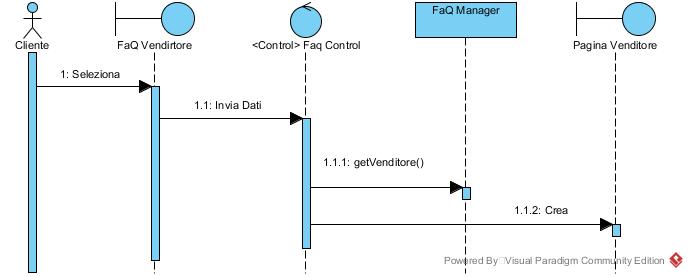 FaQ Manager
Cliente
FaQ Vendirtore
<Control> Faq Control
Pagina Venditore
1: Seleziona
1.1: Invia Dati
1.1.1: getVenditore()
1.1.2: Crea
Powered By Visual Paradigm Community Edition